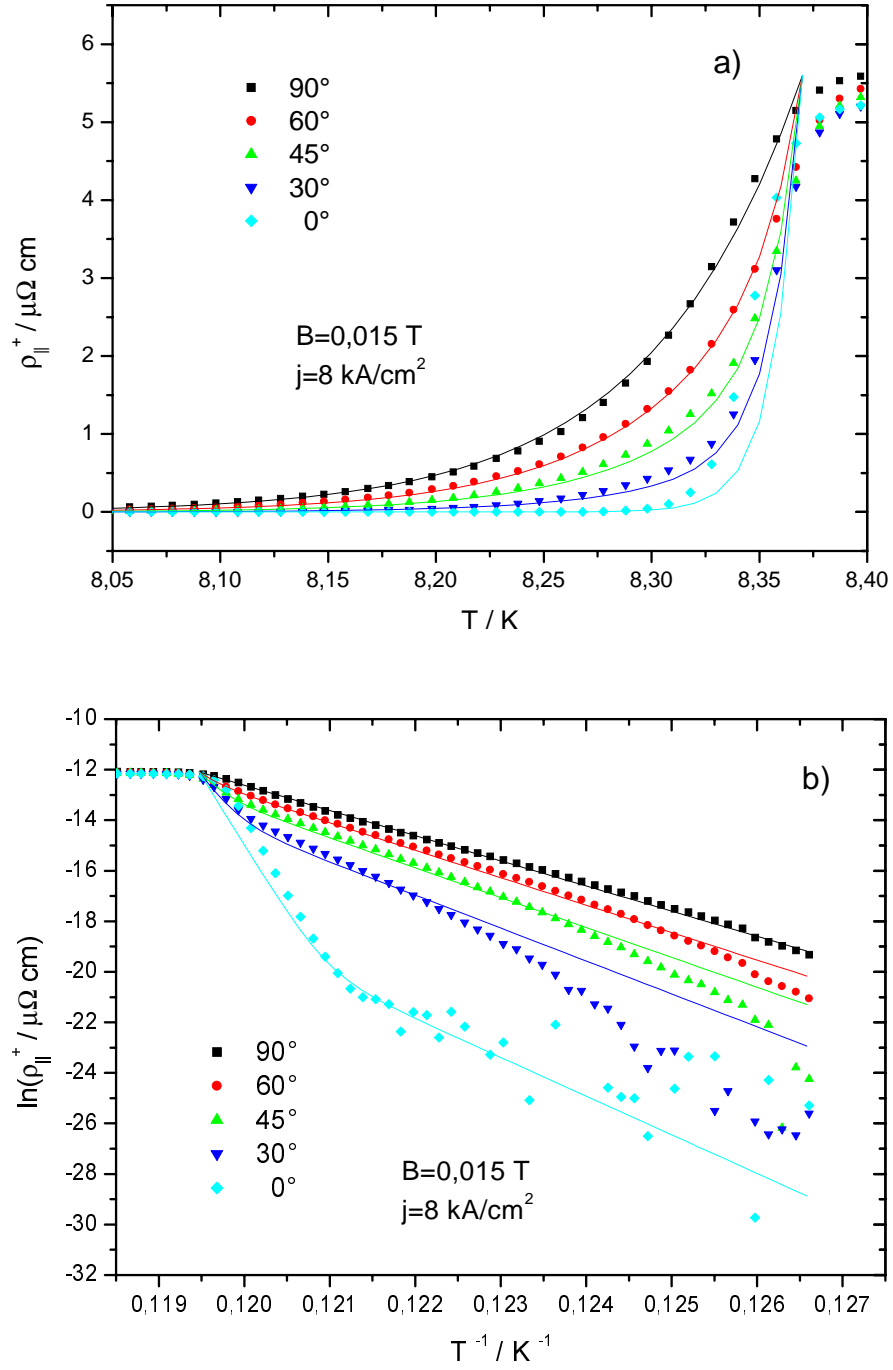 a)
6
5
4
3
2
1
0
ρ||+ / μΩ cm
90°
60°
45°
30°
0°
B=0,015 T
j=8 kA/cm2
8,05 8,10 8,15 8,20 8,25 8,30 8,35 8,40
T / K
b)
-10
-12
-14
-16
-18
-20
-22
-24
-26
-28
-30
-32
ln(ρ||+ / μΩ cm)
90°
60°
45°
30°
0°
B=0,015 T
j=8 kA/cm2
0,119 0,120 0,121 0,122 0,123 0,124 0,125 0,126 0,127
T -1 / K -1